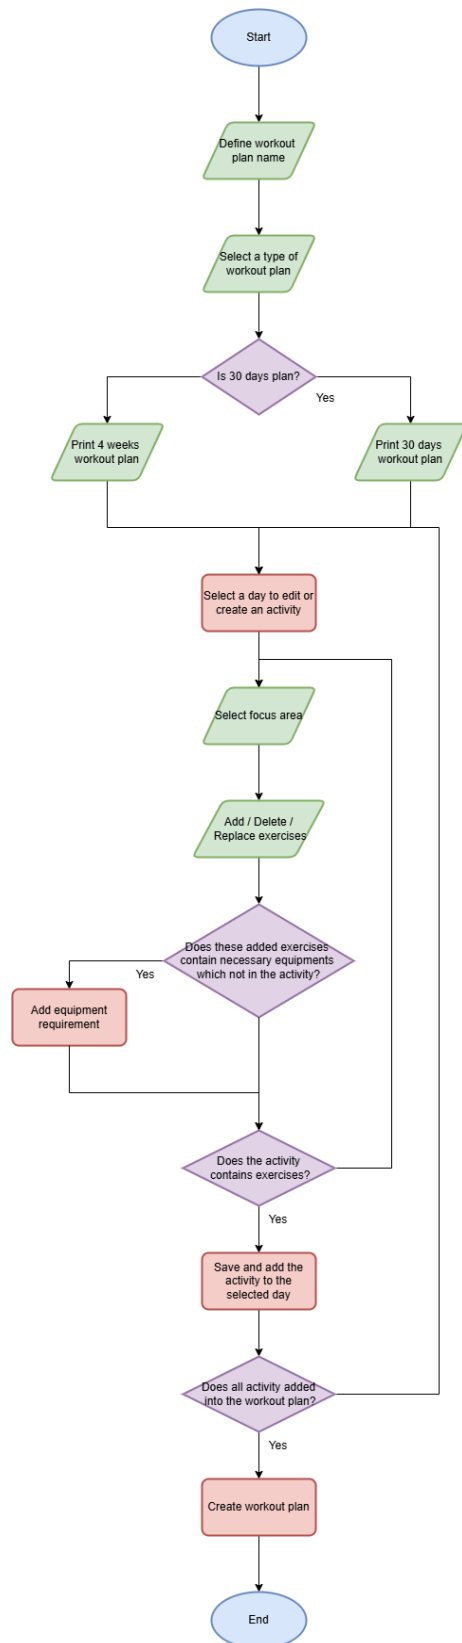 Start
Define workout
plan name
Select a type of
workout plan
Is 30 days plan?
Yes
Print 4 weeks
workout plan
Print 30 days
workout plan
Select a day to edit or
create an activity
Select focus area
Add / Delete /
Replace exercises
Does these added exercises
contain necessary equipments
which not in the activity?
Yes
Add equipment
requirement
Does the activity
contains exercises?
Yes
Save and add the
activity to the
selected day
Does all activity added
into the workout plan?
Yes
Create workout plan
End